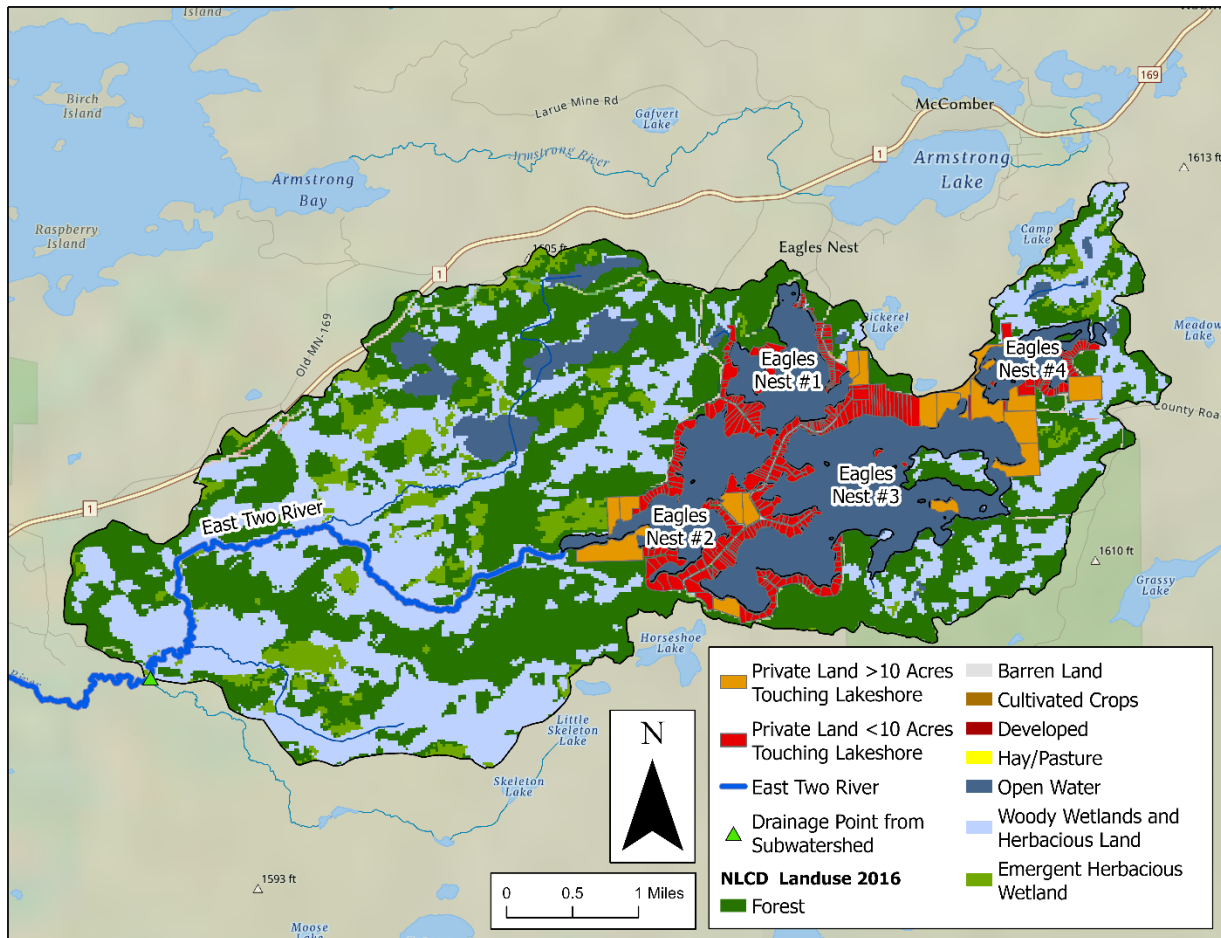 Island
169
Birch
Island
Larue Mine Rd
Gafvert
Lake
McComber
Armstrong River
1
Armstrong
Lake
1613 ft
Armstrong
Bay
Raspberry
Island
Camp
Lake
1605 ft
Eagles Nest
1
Old MN-169
Pickerel
Lake
Meadow
Lake
Eagles
Nest #1
Eagles
Nest #4
County Road
Eagles
Nest #3
1
East Two River
Eagles
Nest #2
1610 ft
Grassy
Lake
Horseshoe
Lake
River
Little
Skeleton
Lake
Skeleton
Lake
1593 ft
Moose
Lake
N
0 0.5 1 Miles
Private Land >10 Acres
Touching Lakeshore
Private Land <10 Acres
Touching Lakeshore
East Two River
Drainage Point from
Subwatershed
NLCD Landuse 2016
Forest
Barren Land
Cultivated Crops
Developed
Hay/Pasture
Open Water
Woody Wetlands and
Herbacious Land
Emergent Herbacious
Wetland